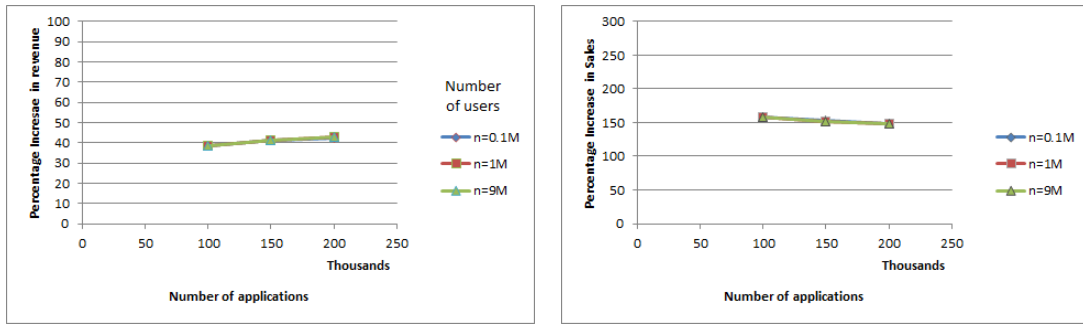 Percentage Incresae in revenue
100
90
80
70
60
50
40
30
20
10
0
0 50 100 150 200 250
Thousands
Number of applications
Number
of users
n=0.1M
n=1M
n=9M
Percentage Increase in Sales
300
250
200
150
100
50
0
0 50 100 150 200 250
Thousands
Number of applications
n=0.1M
n=1M
n=9M